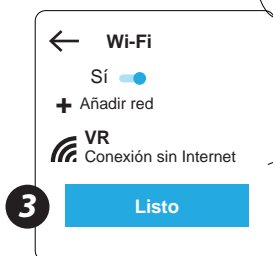 Wi-Fi
Sí
+ Añadir red
VR
Conexión sin Internet
3
Listo